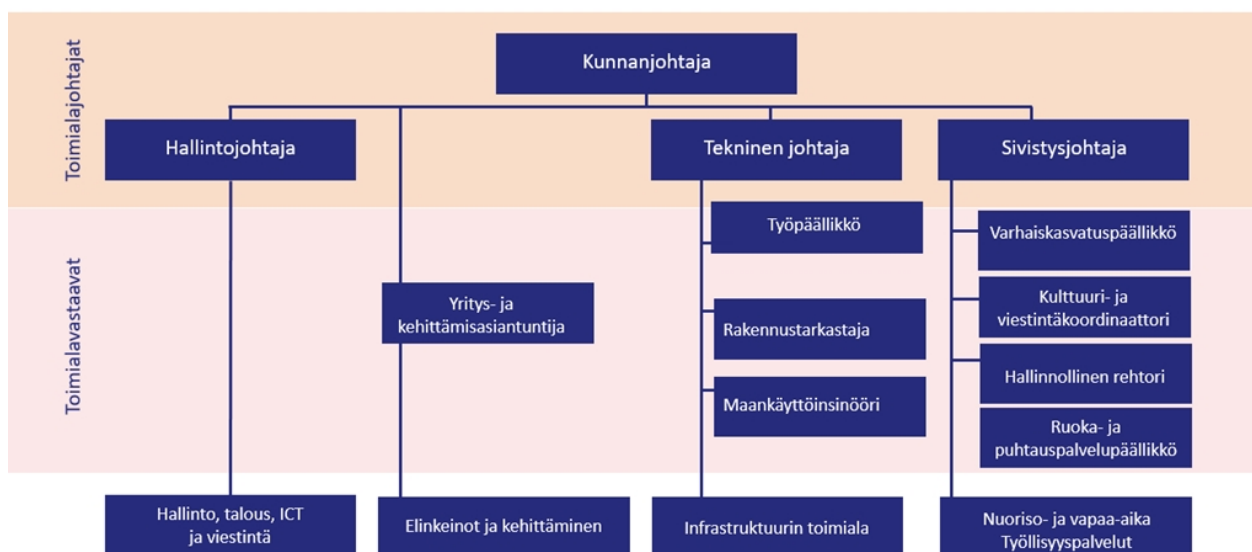 Toimialajohtajat
Kunnanjohtaja
Hallintojohtaja
Tekninen johtaja
Sivistysjohtaja
Toimialavastaavat
Työpäällikkö
Varhaiskasvatuspäällikkö
Yritys- ja
kehittämisasiantuntija
Kulttuuri- ja
viestintäkoordinaattori
Rakennustarkastaja
Hallinnollinen rehtori
Maankäyttöinsinööri
Ruoka- ja
puhtauspalvelupäällikkö
Hallinto, talous, ICT
ja viestintä
Elinkeinot ja kehittäminen
Infrastruktuurin toimiala
Nuoriso- ja vapaa-aika
Työllisyyspalvelut